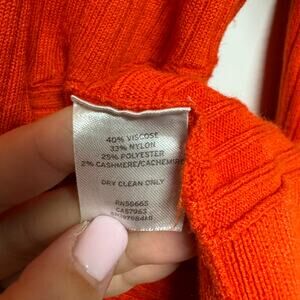 40% VISCOSE
33% NYLON
25% POLYESTER
2% CASHMERE/CACHEMIRE
DRY CLEAN ONLY
RN56665
CA57963